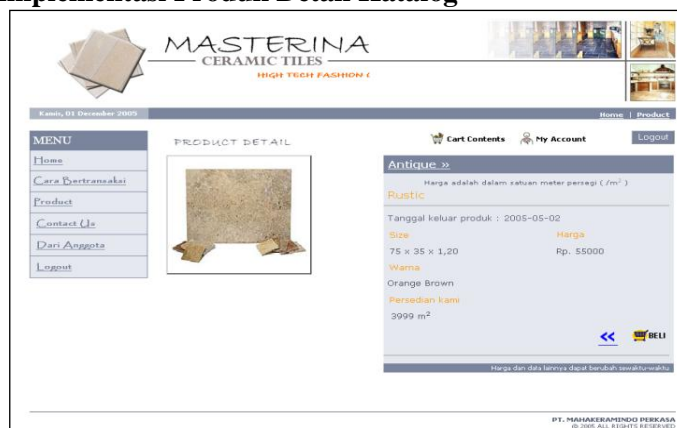 Implementasi Produk Detail Katalog
MASTERINA
CERAMIC TILES
HIGH TECH FASHION (
Kamis, 01 December 2005
Home | Product
MENU
Home
Cara Bertransaksi
Product
Contact Us
Dari Anggota
Logout
PRODUCT DETAIL
Cart Contents
My Account
Logout
Antique »
Harga adalah dalam satuan meter persegi ( /m² )
Rustic
Tanggal keluar produk : 2005-05-02
Size Harga
75 x 35 x 1,20 Rp. 55000
Warna
Orange Brown
Persedian kami
3999 m²
<< BELI
Harga dan data lainnya dapat berubah sewaktu-waktu
PT. MAHAKERAMINDO PERKASA
© 2005 ALL RIGHTS RESERVED